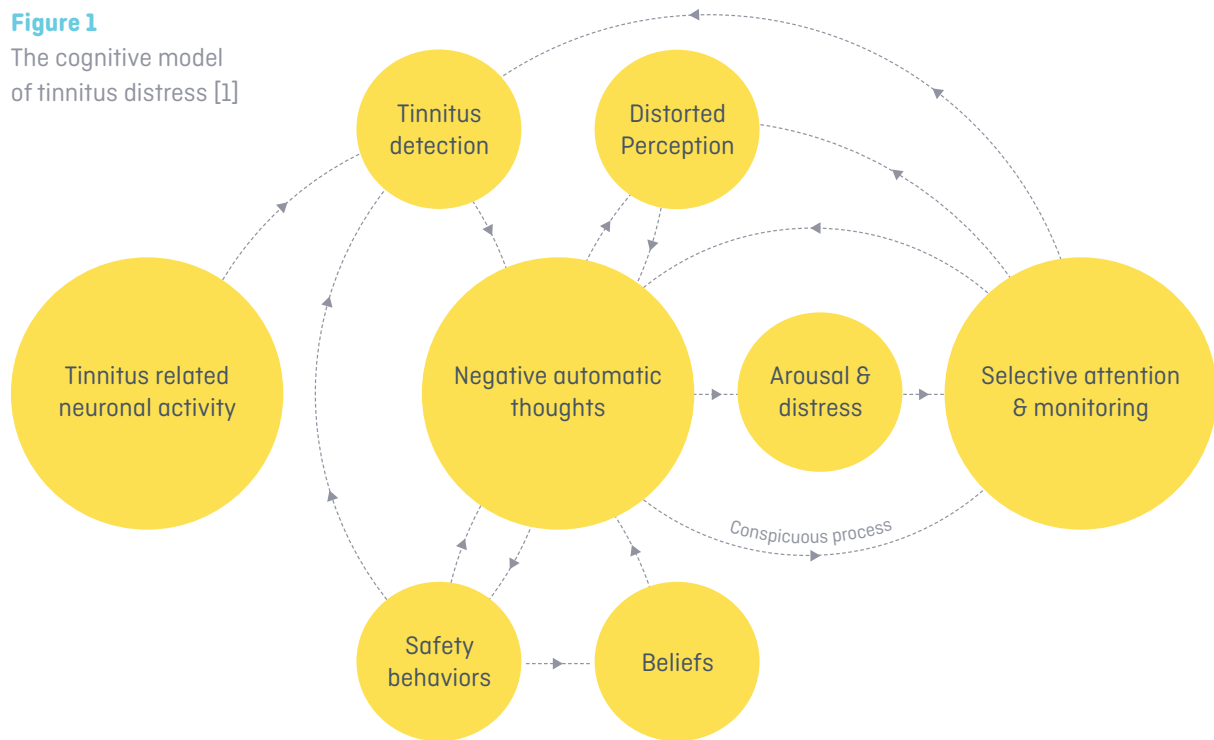 Figure 1
The cognitive model
of tinnitus distress [1]
Tinnitus
detection
Distorted
Perception
Tinnitus related
neuronal activity
Negative automatic
thoughts
Arousal &
distress
Selective attention
& monitoring
Conspicuous process
Safety
behaviors
Beliefs